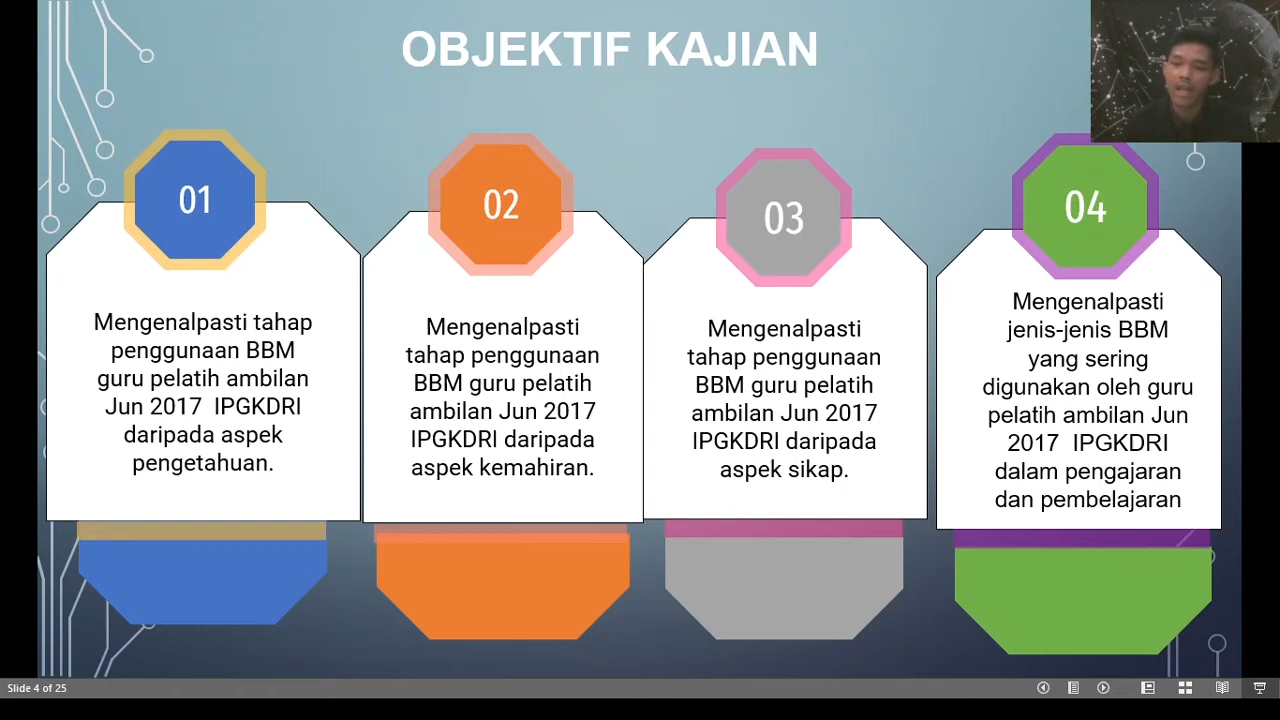 OBJEKTIF KAJIAN
01
Mengenalpasti tahap
penggunaan BBM
guru pelatih ambilan
Jun 2017 IPGKDRI
daripada aspek
pengetahuan.
02
Mengenalpasti
tahap penggunaan
BBM guru pelatih
ambilan Jun 2017
IPGKDRI daripada
aspek kemahiran.
03
Mengenalpasti
tahap penggunaan
BBM guru pelatih
ambilan Jun 2017
IPGKDRI daripada
aspek sikap.
04
Mengenalpasti
jenis-jenis BBM
yang sering
digunakan oleh guru
pelatih ambilan Jun
2017 IPGKDRI
dalam pengajaran
dan pembelajaran
Slide 4 of 25